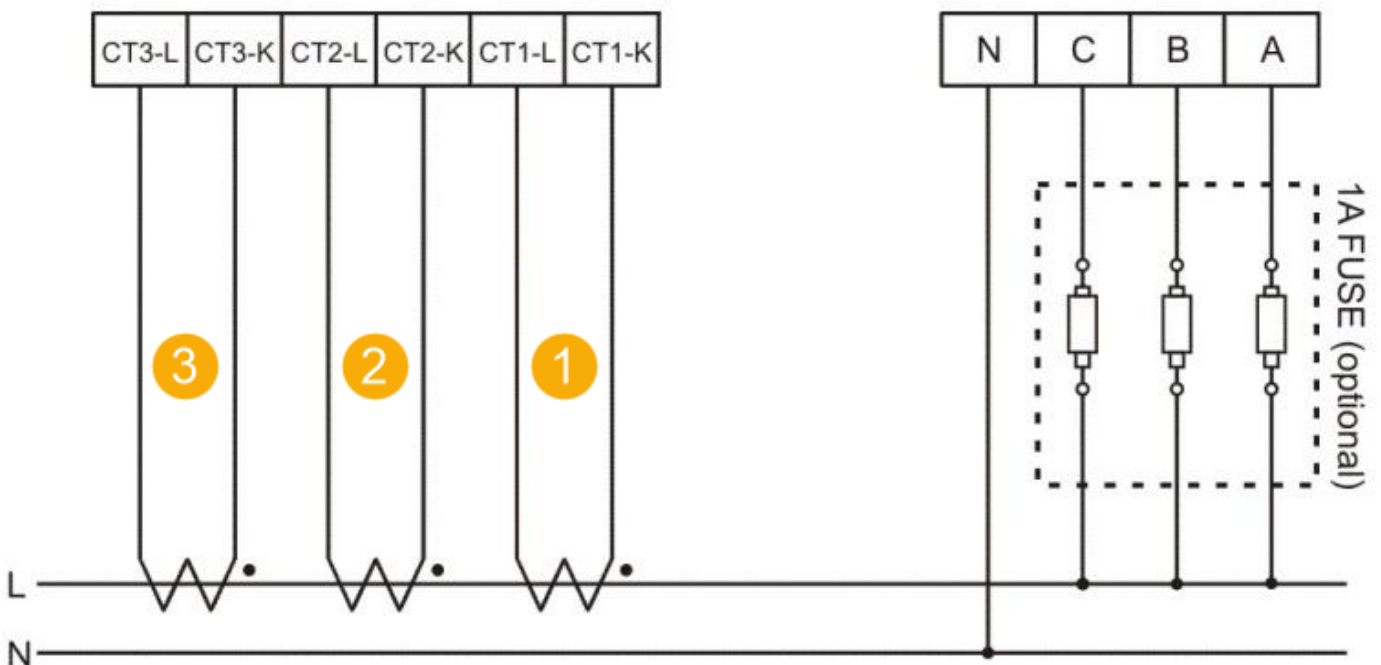 CT3-L CT3-K CT2-L CT2-K CT1-L CT1-K
N C B A
1A FUSE (optional)
3 2 1
L
N